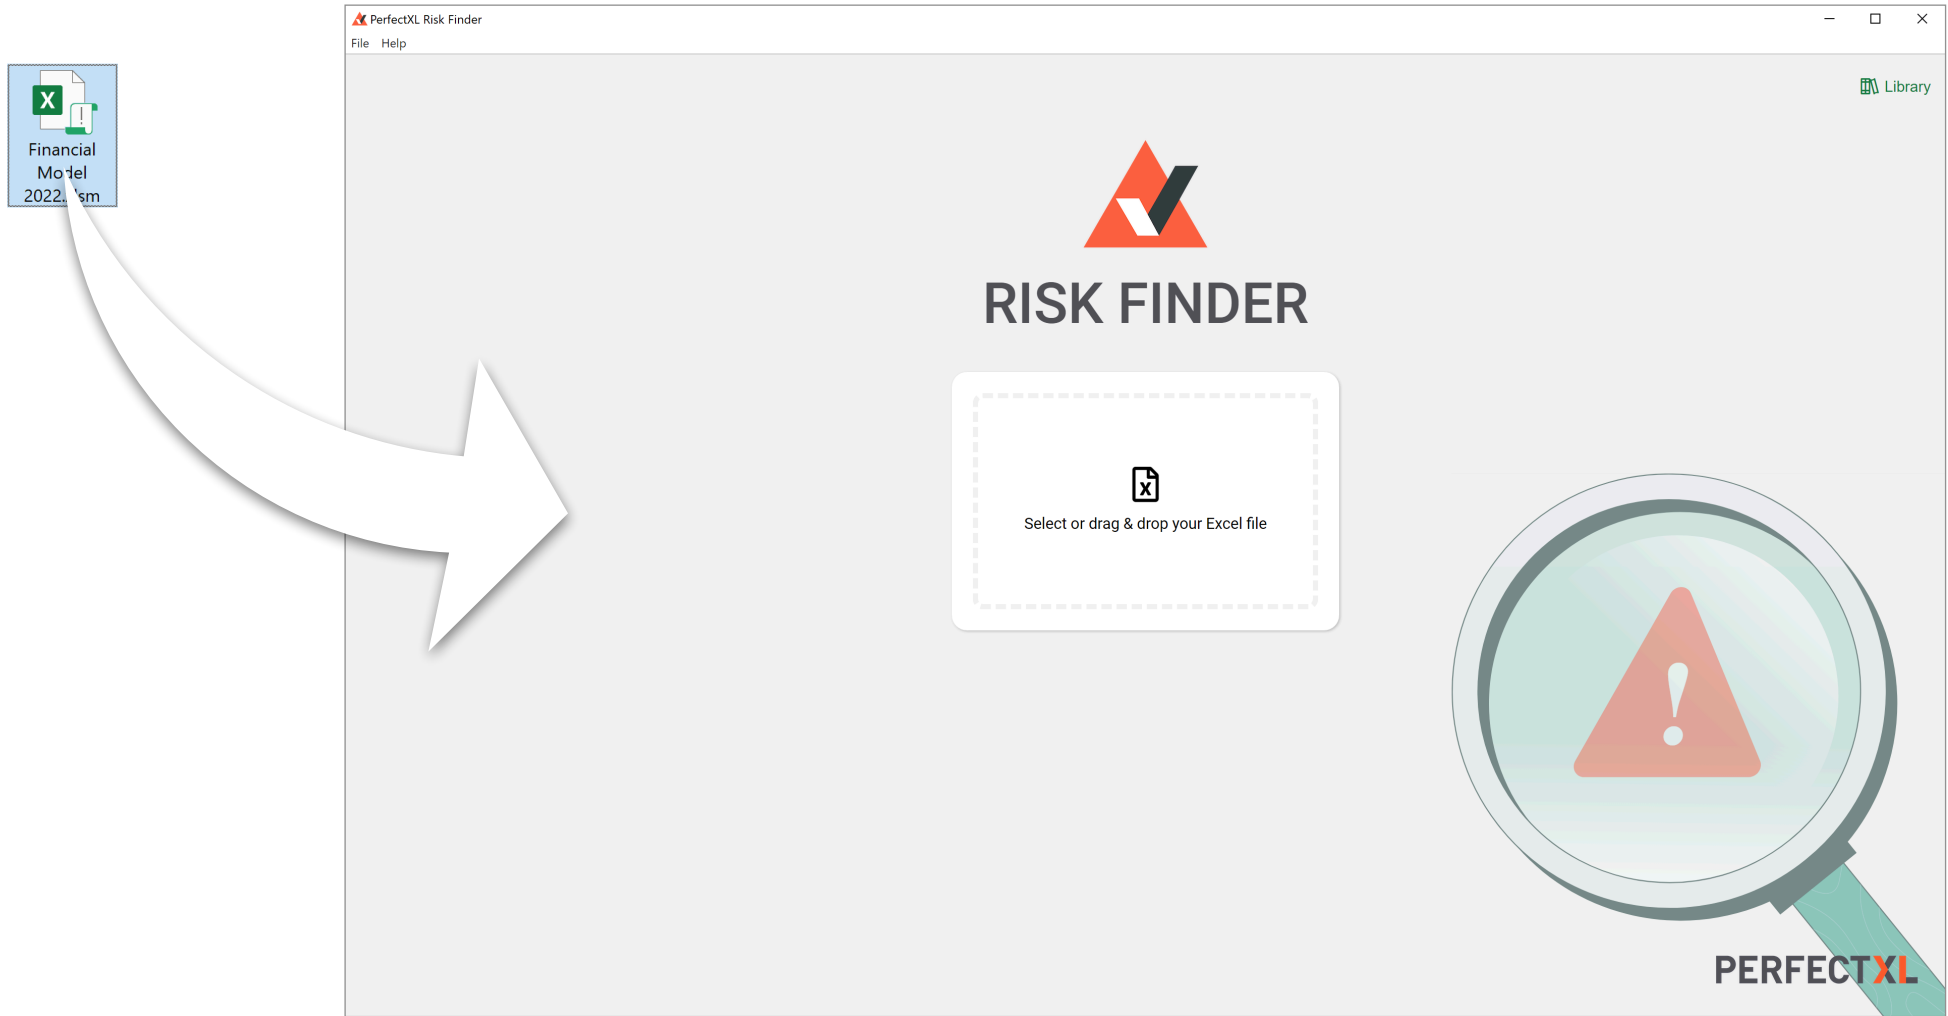 PerfectXL Risk Finder
File Help
Library
Financial
Model
2022. sm
RISK FINDER
Select or drag & drop your Excel file
PERFECTXL